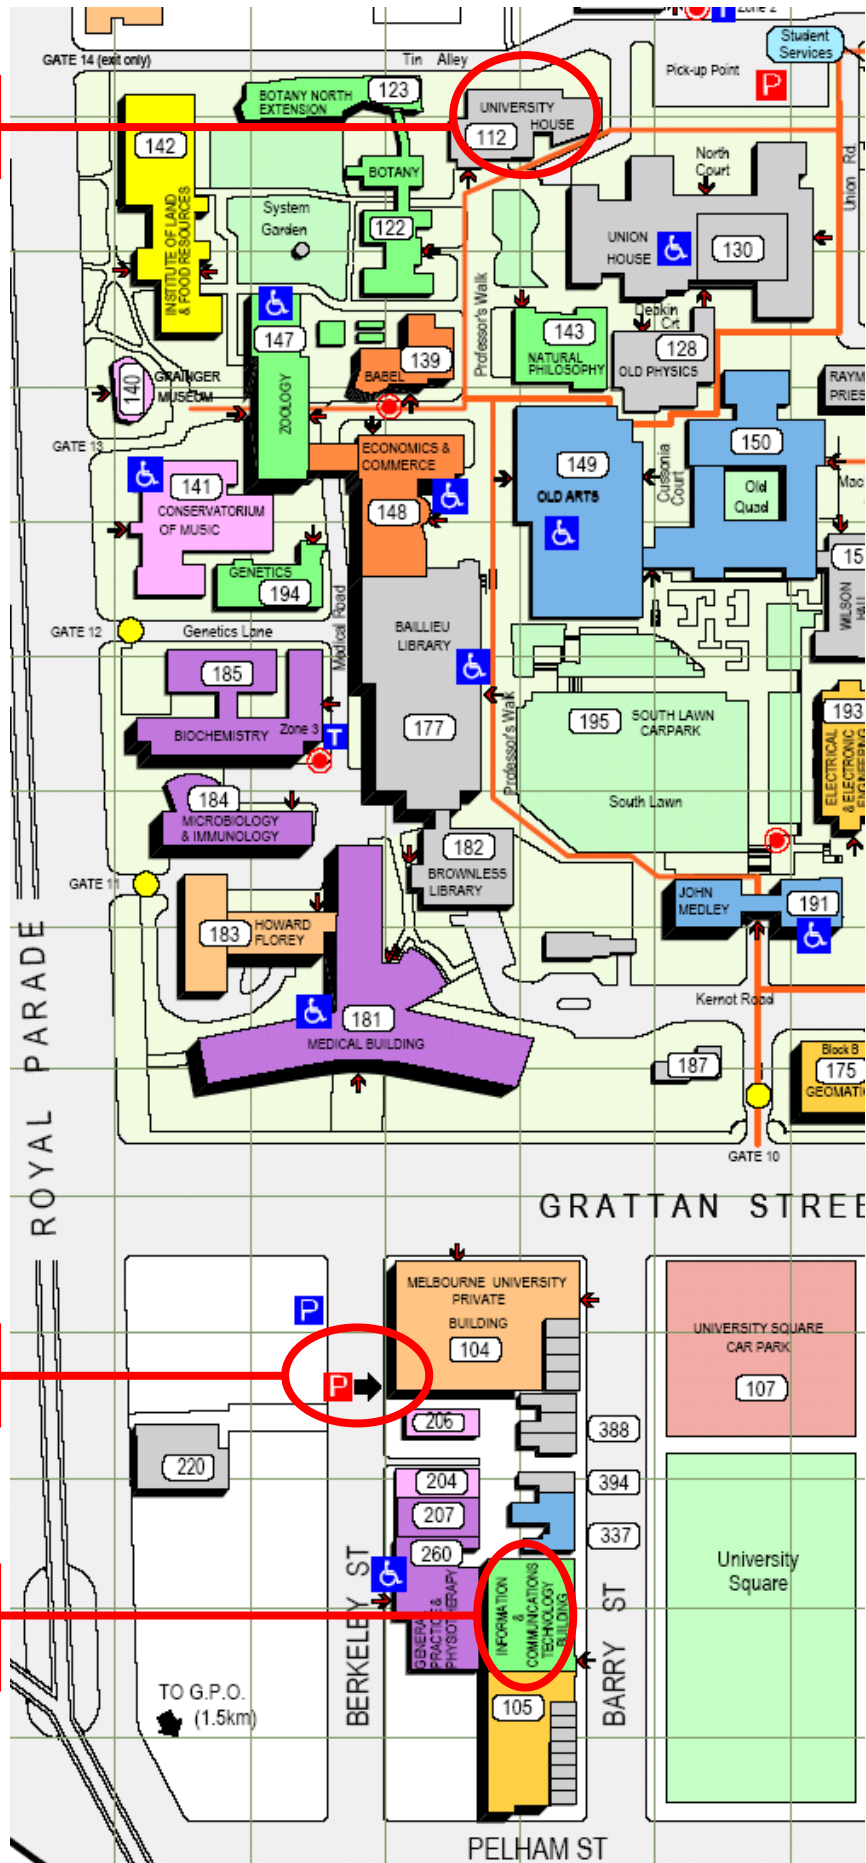 Zone 2
Student
Services
GATE 14 (exit only)
Tin Alley
Pick-up Point
P
123
BOTANY NORTH
EXTENSION
UNIVERSITY
HOUSE
112
142
INSTITUTE OF LAND
& FOOD RESOURCES
BOTANY
North
Court
Union Rd.
System
Garden
122
UNION
HOUSE
130
Professor's Walk
147
143
NATURAL
PHILOSOPHY
Deakin
Crt
128
OLD PHYSICS
139
BABEL
140
GRAINGER
MUSEUM
ZOOLOGY
RAYM
PRIES
GATE 13
ECONOMICS &
COMMERCE
148
149
OLD ARTS
Cussonia
Court
150
Old
Quad
Mac
141
CONSERVATORIUM
OF MUSIC
GENETICS
194
15
WILSON
HALL
GATE 12
Genetics Lane
Medical Road
BAILLIEU
LIBRARY
177
185
BIOCHEMISTRY
Zone 3
T
Professor's Walk
195
SOUTH LAWN
CARPARK
South Lawn
193
ELECTRICAL
& ELECTRONIC
ENGINEERING
184
MICROBIOLOGY
& IMMUNOLOGY
182
BROWNLESS
LIBRARY
GATE 11
JOHN
MEDLEY
191
183
HOWARD
FLOREY
181
MEDICAL BUILDING
Kernot Road
187
Block B
175
GEOMATI
ROYAL PARADE
GATE 10
GRATTAN STREE
P
MELBOURNE UNIVERSITY
PRIVATE
BUILDING
104
UNIVERSITY SQUARE
CAR PARK
107
P
206
388
220
204
394
207
337
260
GENERAL
PRACTICE &
PHYSIOTHERAPY
INFORMATION
&
COMMUNICATIONS
TECHNOLOGY
BUILDING
University
Square
BERKELEY ST
BARRY ST
105
TO G.P.O.
(1.5km)
PELHAM ST